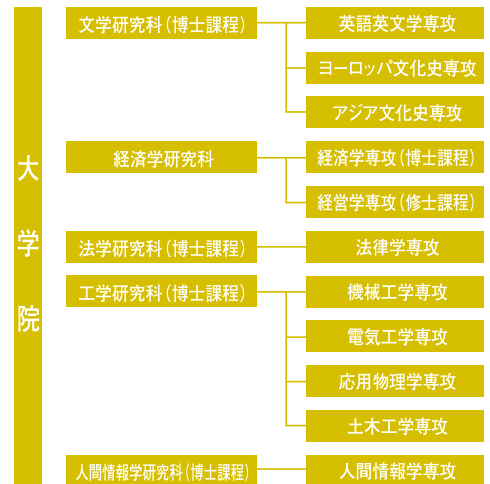 大学院
文学研究科(博士課程)
英語英文学専攻
ヨーロッパ文化史専攻
アジア文化史専攻
経済学研究科
経済学専攻(博士課程)
経営学専攻(修士課程)
法学研究科(博士課程)
法律学専攻
工学研究科(博士課程)
機械工学専攻
電気工学専攻
応用物理学専攻
土木工学専攻
人間情報学研究科(博士課程)
人間情報学専攻